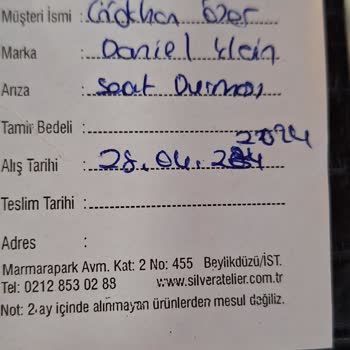 Müşteri İsmi : Gökhan Özer
Marka : Daniel Klein
Arıza : Saat Durmuş
Tamir Bedeli :
Alış Tarihi : 28.04.2024
Teslim Tarihi :
Adres :
Marmarapark Avm. Kat: 2 No: 455 Beylikdüzü/İST.
Tel: 0212 853 02 88 www.silveratelier.com.tr
Not: 2.ay içinde alınmayan ürünlerden mesul değiliz.